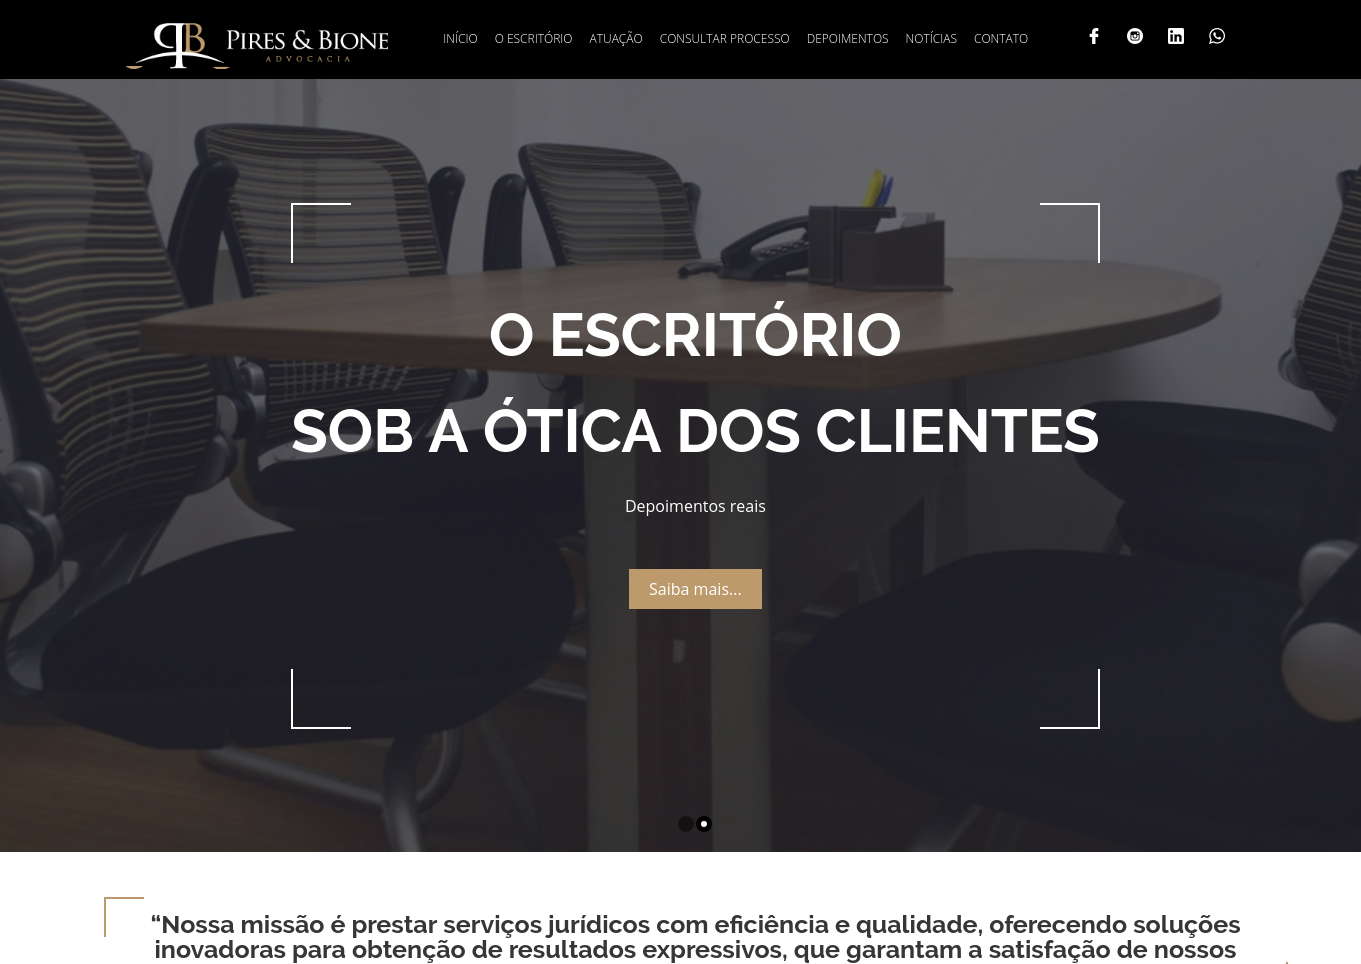 PIRES & BIONE
ADVOCACIA
INÍCIO O ESCRITÓRIO ATUAÇÃO CONSULTAR PROCESSO DEPOIMENTOS NOTÍCIAS CONTATO
O ESCRITÓRIO
SOB A ÓTICA DOS CLIENTES
Depoimentos reais
Saiba mais...
“Nossa missão é prestar serviços jurídicos com eficiência e qualidade, oferecendo soluções
inovadoras para obtenção de resultados expressivos, que garantam a satisfação de nossos